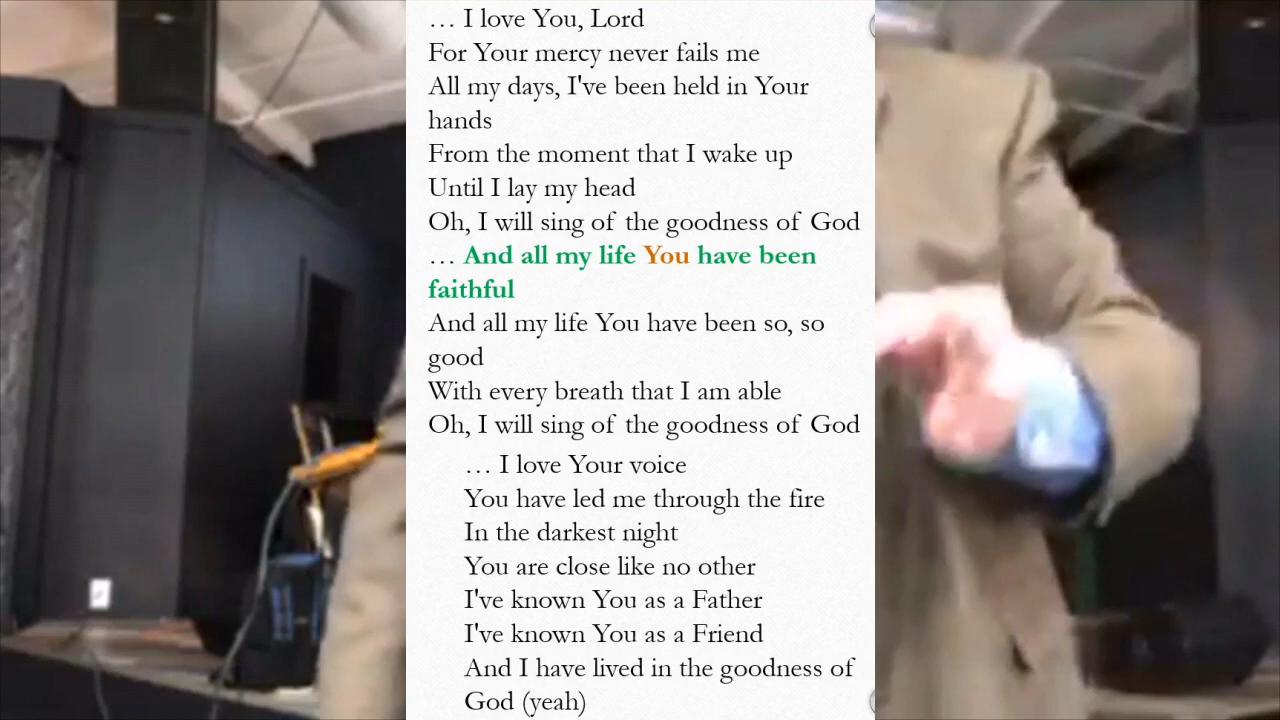 … I love You, Lord
For Your mercy never fails me
All my days, I've been held in Your
hands
From the moment that I wake up
Until I lay my head
Oh, I will sing of the goodness of God
… And all my life You have been
faithful
And all my life You have been so, so
good
With every breath that I am able
Oh, I will sing of the goodness of God
… I love Your voice
You have led me through the fire
In the darkest night
You are close like no other
I've known You as a Father
I've known You as a Friend
And I have lived in the goodness of
God (yeah)